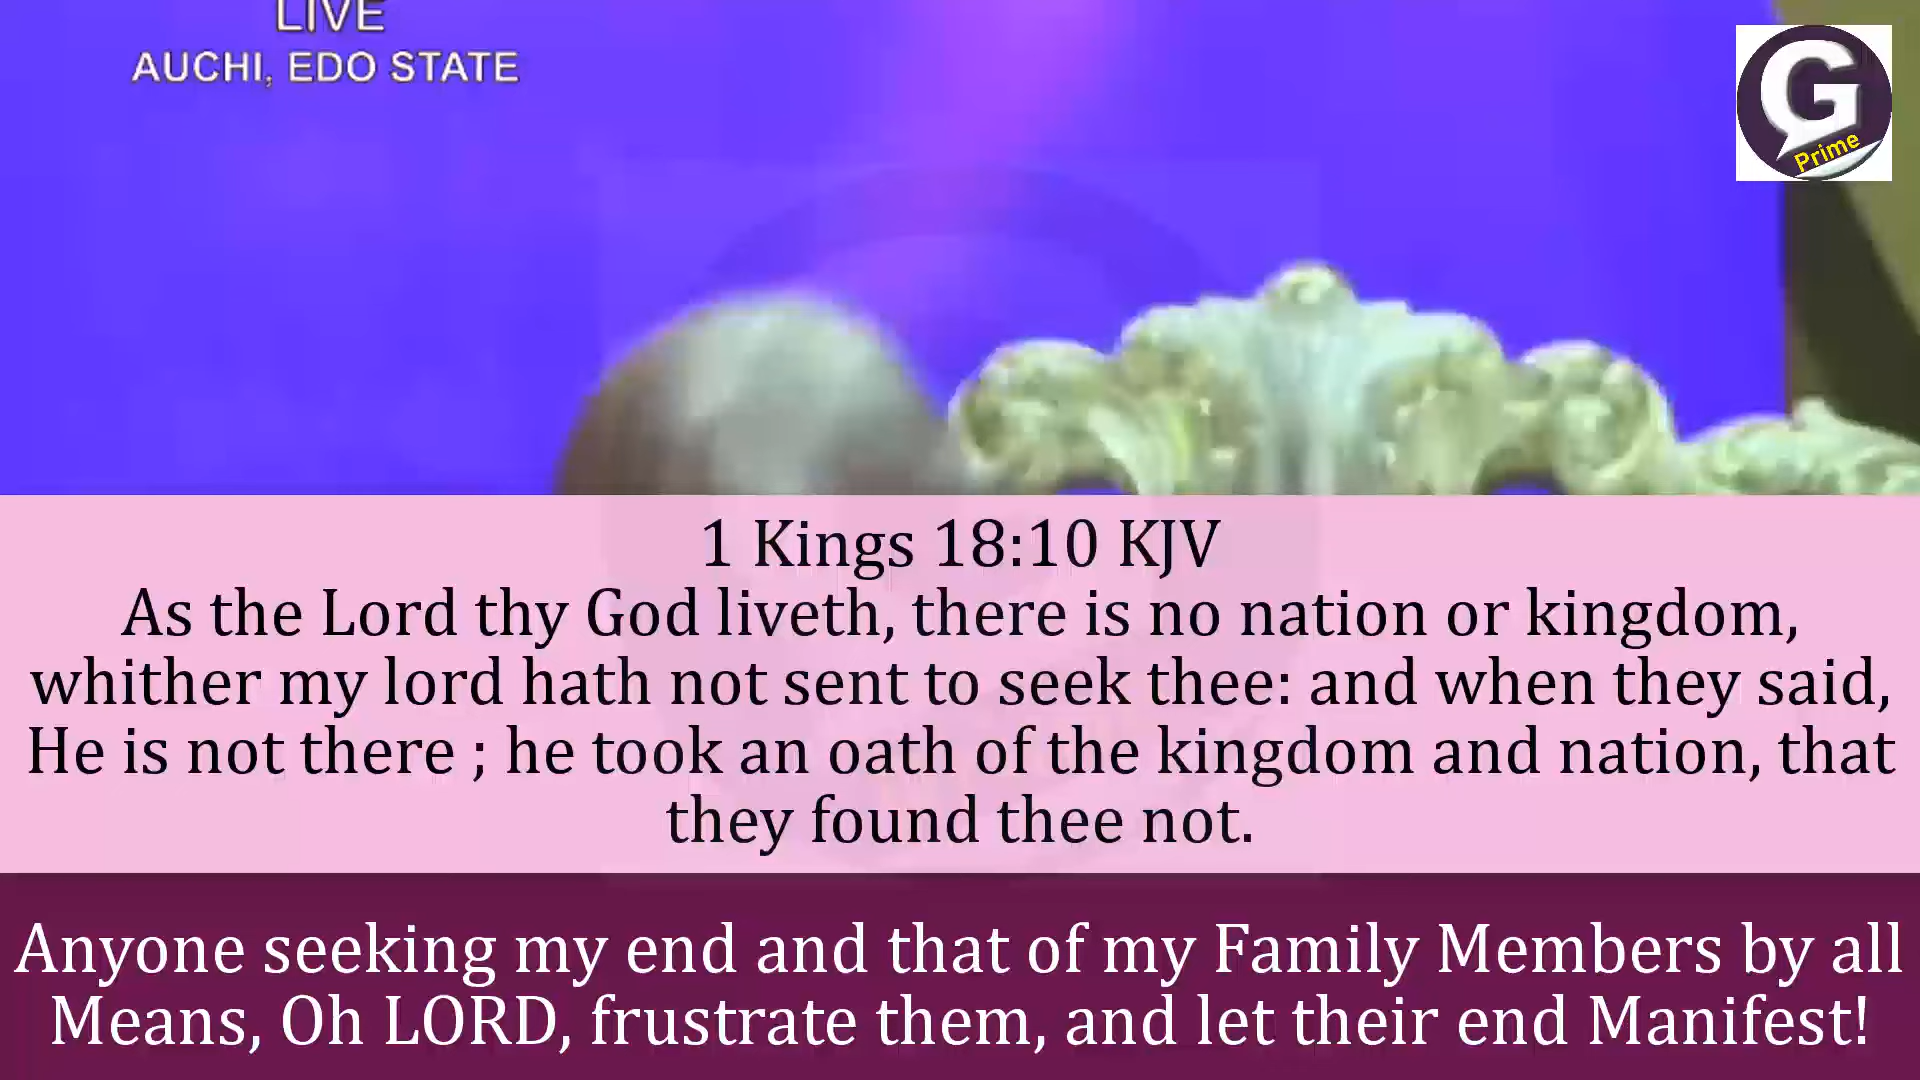 LIVE
AUCHI, EDO STATE
G
Prime
1 Kings 18:10 KJV
As the Lord thy God liveth, there is no nation or kingdom,
whither my lord hath not sent to seek thee: and when they said,
He is not there ; he took an oath of the kingdom and nation, that
they found thee not.
Anyone seeking my end and that of my Family Members by all
Means, Oh LORD, frustrate them, and let their end Manifest!